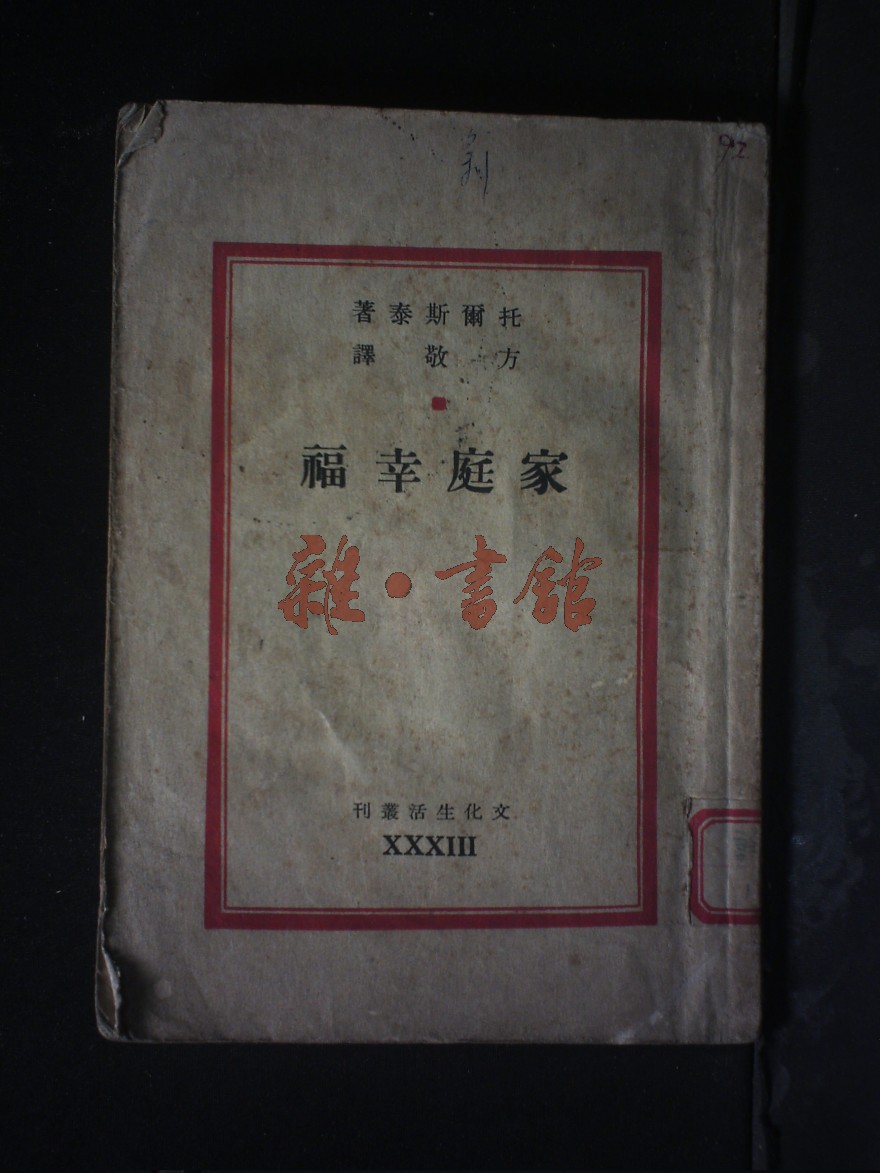 92
托爾斯泰著
方敬譯
家庭幸福
雜·書館
文化生活叢刊
XXXIII